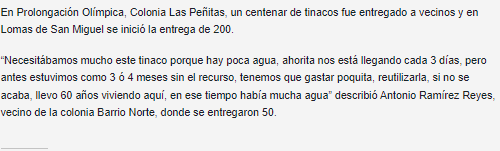 En Prolongación Olímpica, Colonia Las Peñitas, un centenar de tinacos fue entregado a vecinos y en
Lomas de San Miguel se inició la entrega de 200.
“Necesitábamos mucho este tinaco porque hay poca agua, ahorita nos está llegando cada 3 días, pero
antes estuvimos como 3 ó 4 meses sin el recurso, tenemos que gastar poquita, reutilizarla, si no se
acaba, llevo 60 años viviendo aquí, en ese tiempo había mucha agua” describió Antonio Ramírez Reyes,
vecino de la colonia Barrio Norte, donde se entregaron 50.